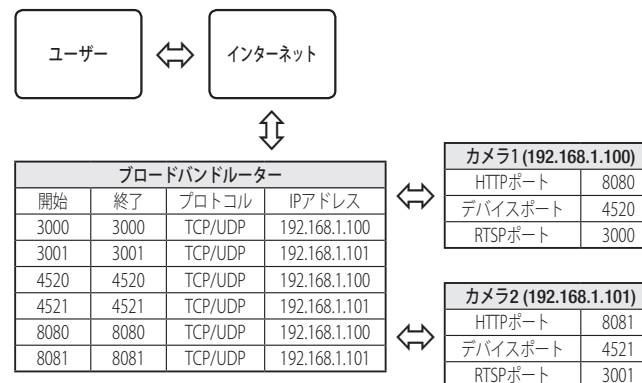 ユーザー
インターネット
ブロードバンドルーター
開始 終了 プロトコル IPアドレス
3000 3000 TCP/UDP 192.168.1.100
3001 3001 TCP/UDP 192.168.1.101
4520 4520 TCP/UDP 192.168.1.100
4521 4521 TCP/UDP 192.168.1.101
8080 8080 TCP/UDP 192.168.1.100
8081 8081 TCP/UDP 192.168.1.101
カメラ1 (192.168.1.100)
HTTPポート 8080
デバイスポート 4520
RTSPポート 3000
カメラ2 (192.168.1.101)
HTTPポート 8081
デバイスポート 4521
RTSPポート 3001